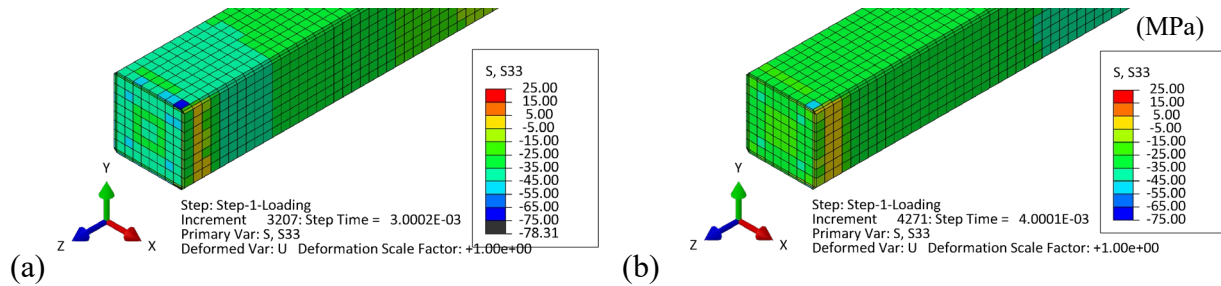 (MPa)
S, S33
25.00
15.00
5.00
-5.00
-15.00
-25.00
-35.00
-45.00
-55.00
-65.00
-75.00
-78.31
Y
Z
X
Step: Step-1-Loading
Increment 3207: Step Time = 3.0002E-03
Primary Var: S, S33
Deformed Var: U Deformation Scale Factor: +1.00e+00
(a)
S, S33
25.00
15.00
5.00
-5.00
-15.00
-25.00
-35.00
-45.00
-55.00
-65.00
-75.00
Y
Z
X
Step: Step-1-Loading
Increment 4271: Step Time = 4.0001E-03
Primary Var: S, S33
Deformed Var: U Deformation Scale Factor: +1.00e+00
(b)